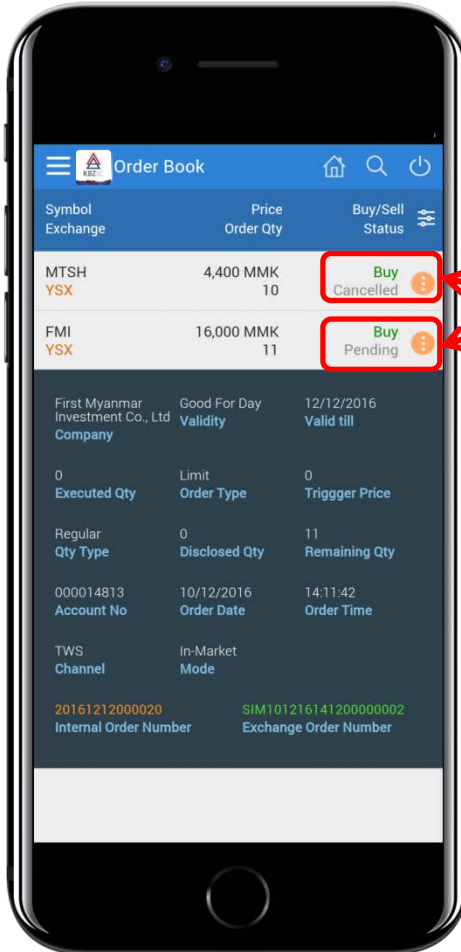 KBZSC Order Book
Symbol Price Buy/Sell
Exchange Order Qty Status
MTSH 4,400 MMK Buy
YSX 10 Cancelled
FMI 16,000 MMK Buy
YSX 11 Pending
First Myanmar Good For Day 12/12/2016
Investment Co., Ltd Validity Valid till
Company
0 Limit 0
Executed Qty Order Type Triggger Price
Regular 0 11
Qty Type Disclosed Qty Remaining Qty
000014813 10/12/2016 14:11:42
Account No Order Date Order Time
TWS In-Market
Channel Mode
20161212000020 SIM101216141200000002
Internal Order Number Exchange Order Number